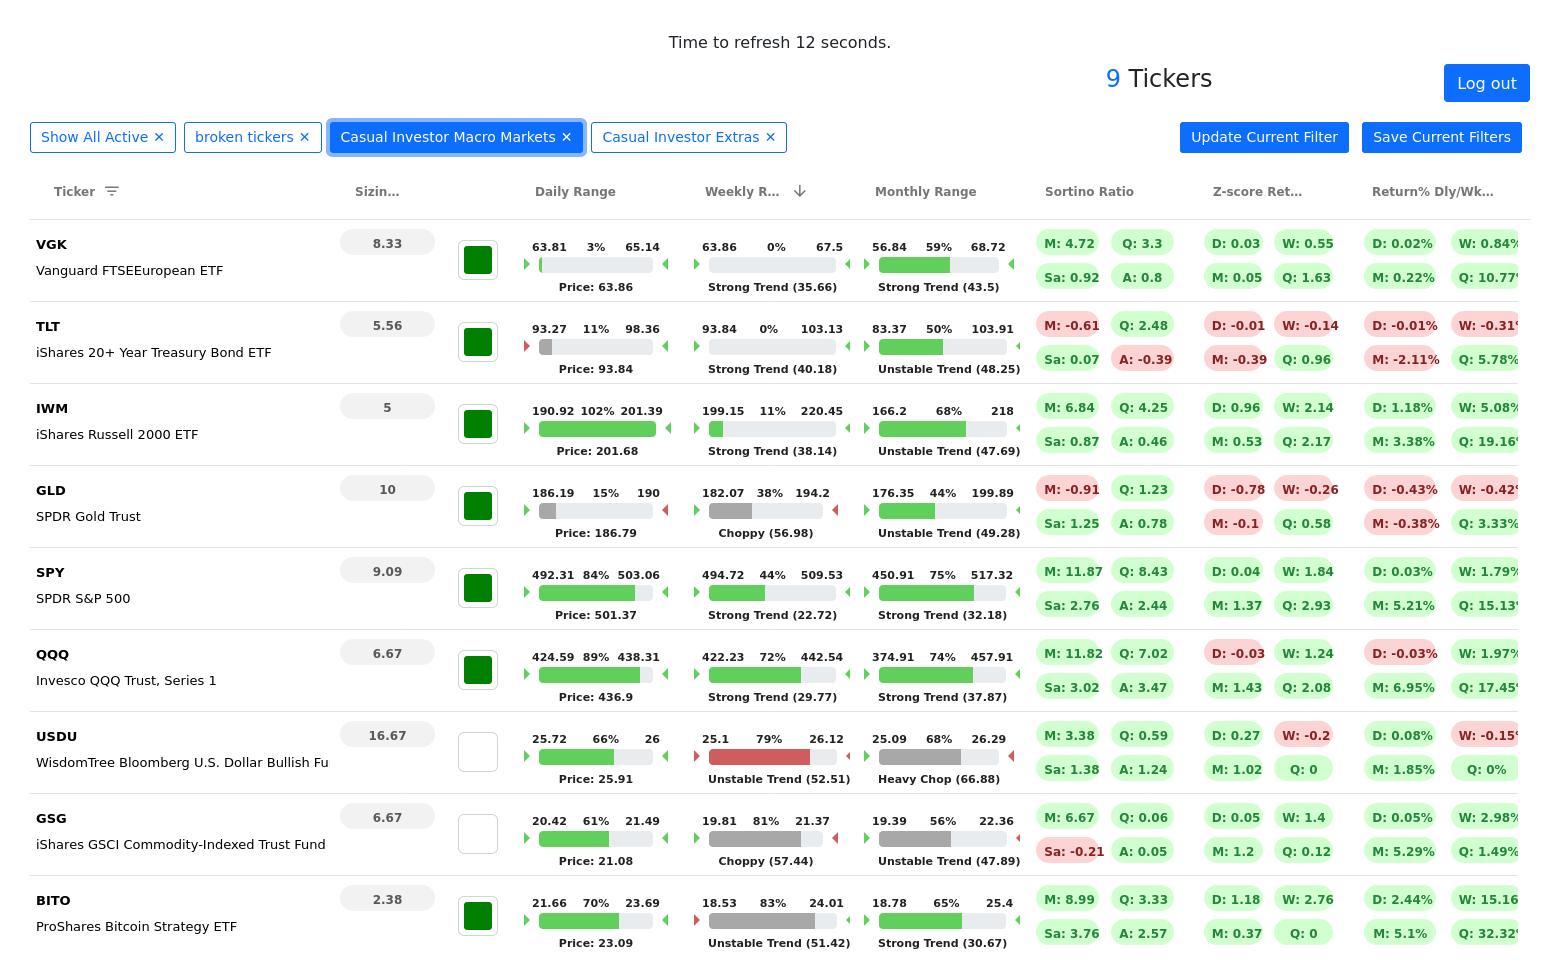 Time to refresh 12 seconds.
9 Tickers
Log out
Show All Active ✕ broken tickers ✕ Casual Investor Macro Markets ✕ Casual Investor Extras ✕ Update Current Filter Save Current Filters
Ticker Sizin... Daily Range Weekly R... Monthly Range Sortino Ratio Z-score Ret... Return% Dly/Wk...
VGK 8.33 63.81 3% 65.14 63.86 0% 67.5 56.84 59% 68.72 M: 4.72 Q: 3.3 D: 0.03 W: 0.55 D: 0.02% W: 0.84%
Vanguard FTSEEuropean ETF Price: 63.86 Strong Trend (35.66) Strong Trend (43.5) Sa: 0.92 A: 0.8 M: 0.05 Q: 1.63 M: 0.22% Q: 10.77%
TLT 5.56 93.27 11% 98.36 93.84 0% 103.13 83.37 50% 103.91 M: -0.61 Q: 2.48 D: -0.01 W: -0.14 D: -0.01% W: -0.31%
iShares 20+ Year Treasury Bond ETF Price: 93.84 Strong Trend (40.18) Unstable Trend (48.25) Sa: 0.07 A: -0.39 M: -0.39 Q: 0.96 M: -2.11% Q: 5.78%
IWM 5 190.92 102% 201.39 199.15 11% 220.45 166.2 68% 218 M: 6.84 Q: 4.25 D: 0.96 W: 2.14 D: 1.18% W: 5.08%
iShares Russell 2000 ETF Price: 201.68 Strong Trend (38.14) Unstable Trend (47.69) Sa: 0.87 A: 0.46 M: 0.53 Q: 2.17 M: 3.38% Q: 19.16%
GLD 10 186.19 15% 190 182.07 38% 194.2 176.35 44% 199.89 M: -0.91 Q: 1.23 D: -0.78 W: -0.26 D: -0.43% W: -0.42%
SPDR Gold Trust Price: 186.79 Choppy (56.98) Unstable Trend (49.28) Sa: 1.25 A: 0.78 M: -0.1 Q: 0.58 M: -0.38% Q: 3.33%
SPY 9.09 492.31 84% 503.06 494.72 44% 509.53 450.91 75% 517.32 M: 11.87 Q: 8.43 D: 0.04 W: 1.84 D: 0.03% W: 1.79%
SPDR S&P 500 Price: 501.37 Strong Trend (22.72) Strong Trend (32.18) Sa: 2.76 A: 2.44 M: 1.37 Q: 2.93 M: 5.21% Q: 15.13%
QQQ 6.67 424.59 89% 438.31 422.23 72% 442.54 374.91 74% 457.91 M: 11.82 Q: 7.02 D: -0.03 W: 1.24 D: -0.03% W: 1.97%
Invesco QQQ Trust, Series 1 Price: 436.9 Strong Trend (29.77) Strong Trend (37.87) Sa: 3.02 A: 3.47 M: 1.43 Q: 2.08 M: 6.95% Q: 17.45%
USDU 16.67 25.72 66% 26 25.1 79% 26.12 25.09 68% 26.29 M: 3.38 Q: 0.59 D: 0.27 W: -0.2 D: 0.08% W: -0.15%
WisdomTree Bloomberg U.S. Dollar Bullish Fu Price: 25.91 Unstable Trend (52.51) Heavy Chop (66.88) Sa: 1.38 A: 1.24 M: 1.02 Q: 0 M: 1.85% Q: 0%
GSG 6.67 20.42 61% 21.49 19.81 81% 21.37 19.39 56% 22.36 M: 6.67 Q: 0.06 D: 0.05 W: 1.4 D: 0.05% W: 2.98%
iShares GSCI Commodity-Indexed Trust Fund Price: 21.08 Choppy (57.44) Unstable Trend (47.89) Sa: -0.21 A: 0.05 M: 1.2 Q: 0.12 M: 5.29% Q: 1.49%
BITO 2.38 21.66 70% 23.69 18.53 83% 24.01 18.78 65% 25.4 M: 8.99 Q: 3.33 D: 1.18 W: 2.76 D: 2.44% W: 15.16
ProShares Bitcoin Strategy ETF Price: 23.09 Unstable Trend (51.42) Strong Trend (30.67) Sa: 3.76 A: 2.57 M: 0.37 Q: 0 M: 5.1% Q: 32.32%